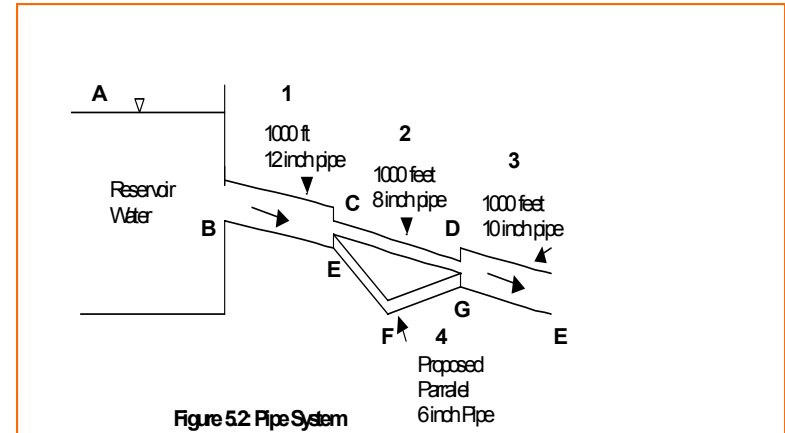 A
1
1000 ft
12 inch pipe
2
1000 feet
8 inch pipe
3
1000 feet
10 inch pipe
Reservoir
Water
B
C
D
E
F
G
E
4
Proposed
Parralel
6 inch Pipe
Figure 5.2: Pipe System